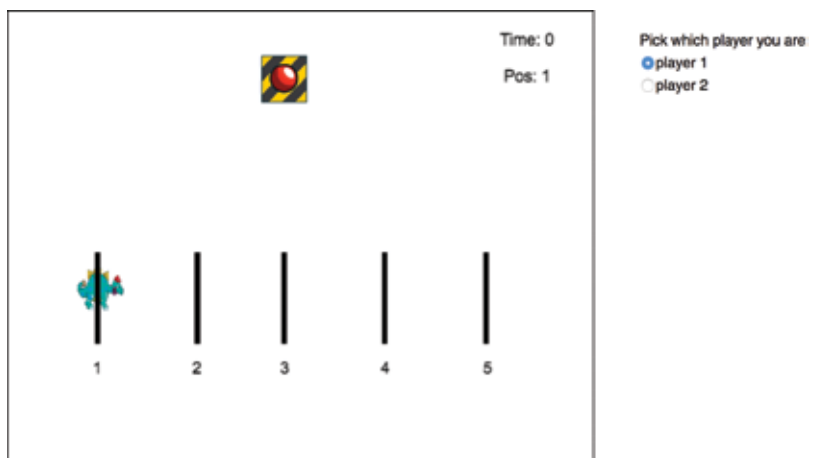 Time: 0
Pos: 1
Pick which player you are
player 1
player 2
1 2 3 4 5